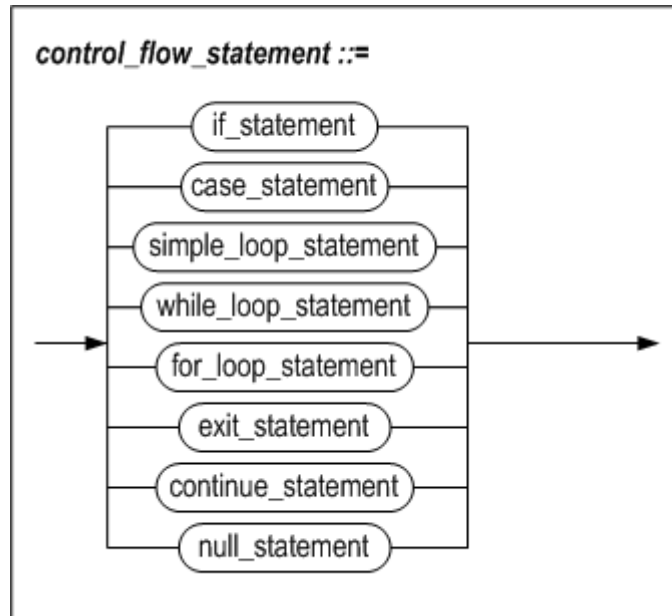 control_flow_statement ::=
if_statement
case_statement
simple_loop_statement
while_loop_statement
for_loop_statement
exit_statement
continue_statement
null_statement